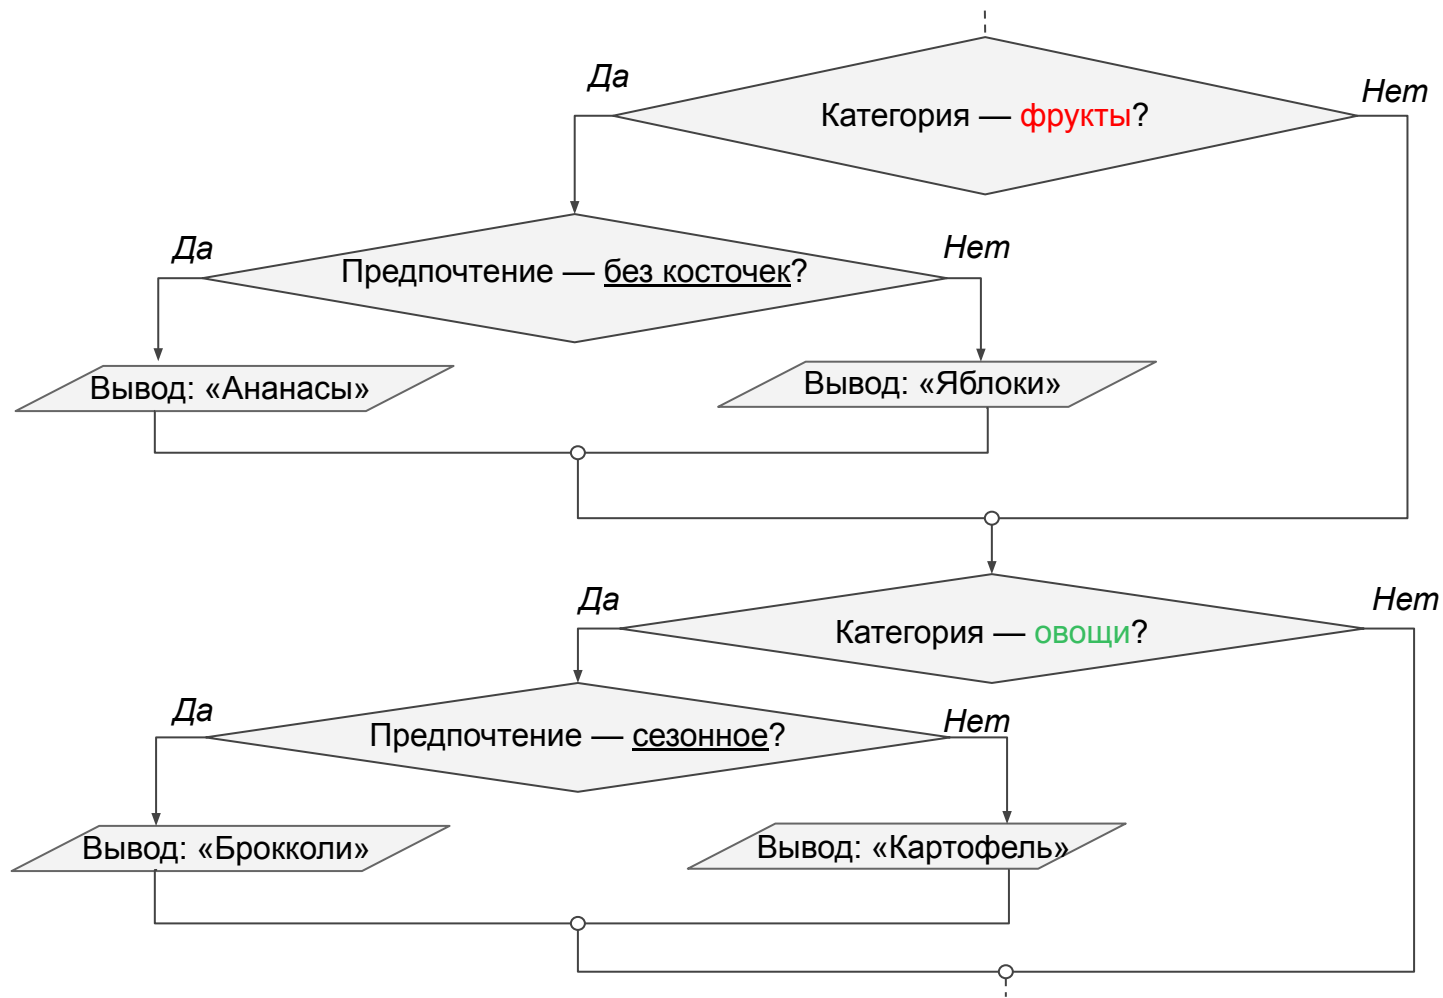 Да
Нет
Категория — фрукты?
Да
Нет
Предпочтение — без косточек?
Вывод: «Ананасы»
Вывод: «Яблоки»
Да
Нет
Категория — овощи?
Да
Нет
Предпочтение — сезонное?
Вывод: «Брокколи»
Вывод: «Картофель»